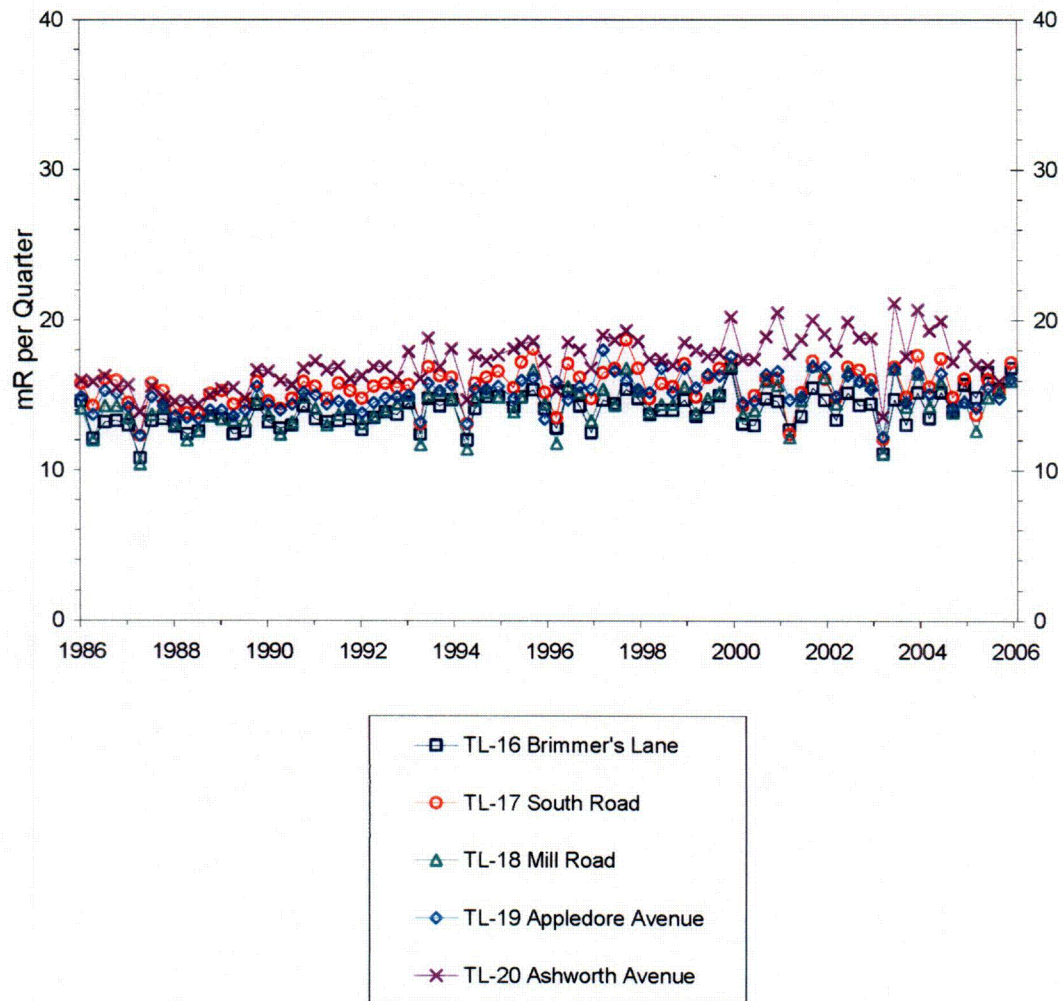 40 40
30 30
mR per Quarter
20 20
10 10
0 0
1986 1988 1990 1992 1994 1996 1998 2000 2002 2004 2006
TL-16 Brimmer's Lane
TL-17 South Road
TL-18 Mill Road
TL-19 Appledore Avenue
TL-20 Ashworth Avenue